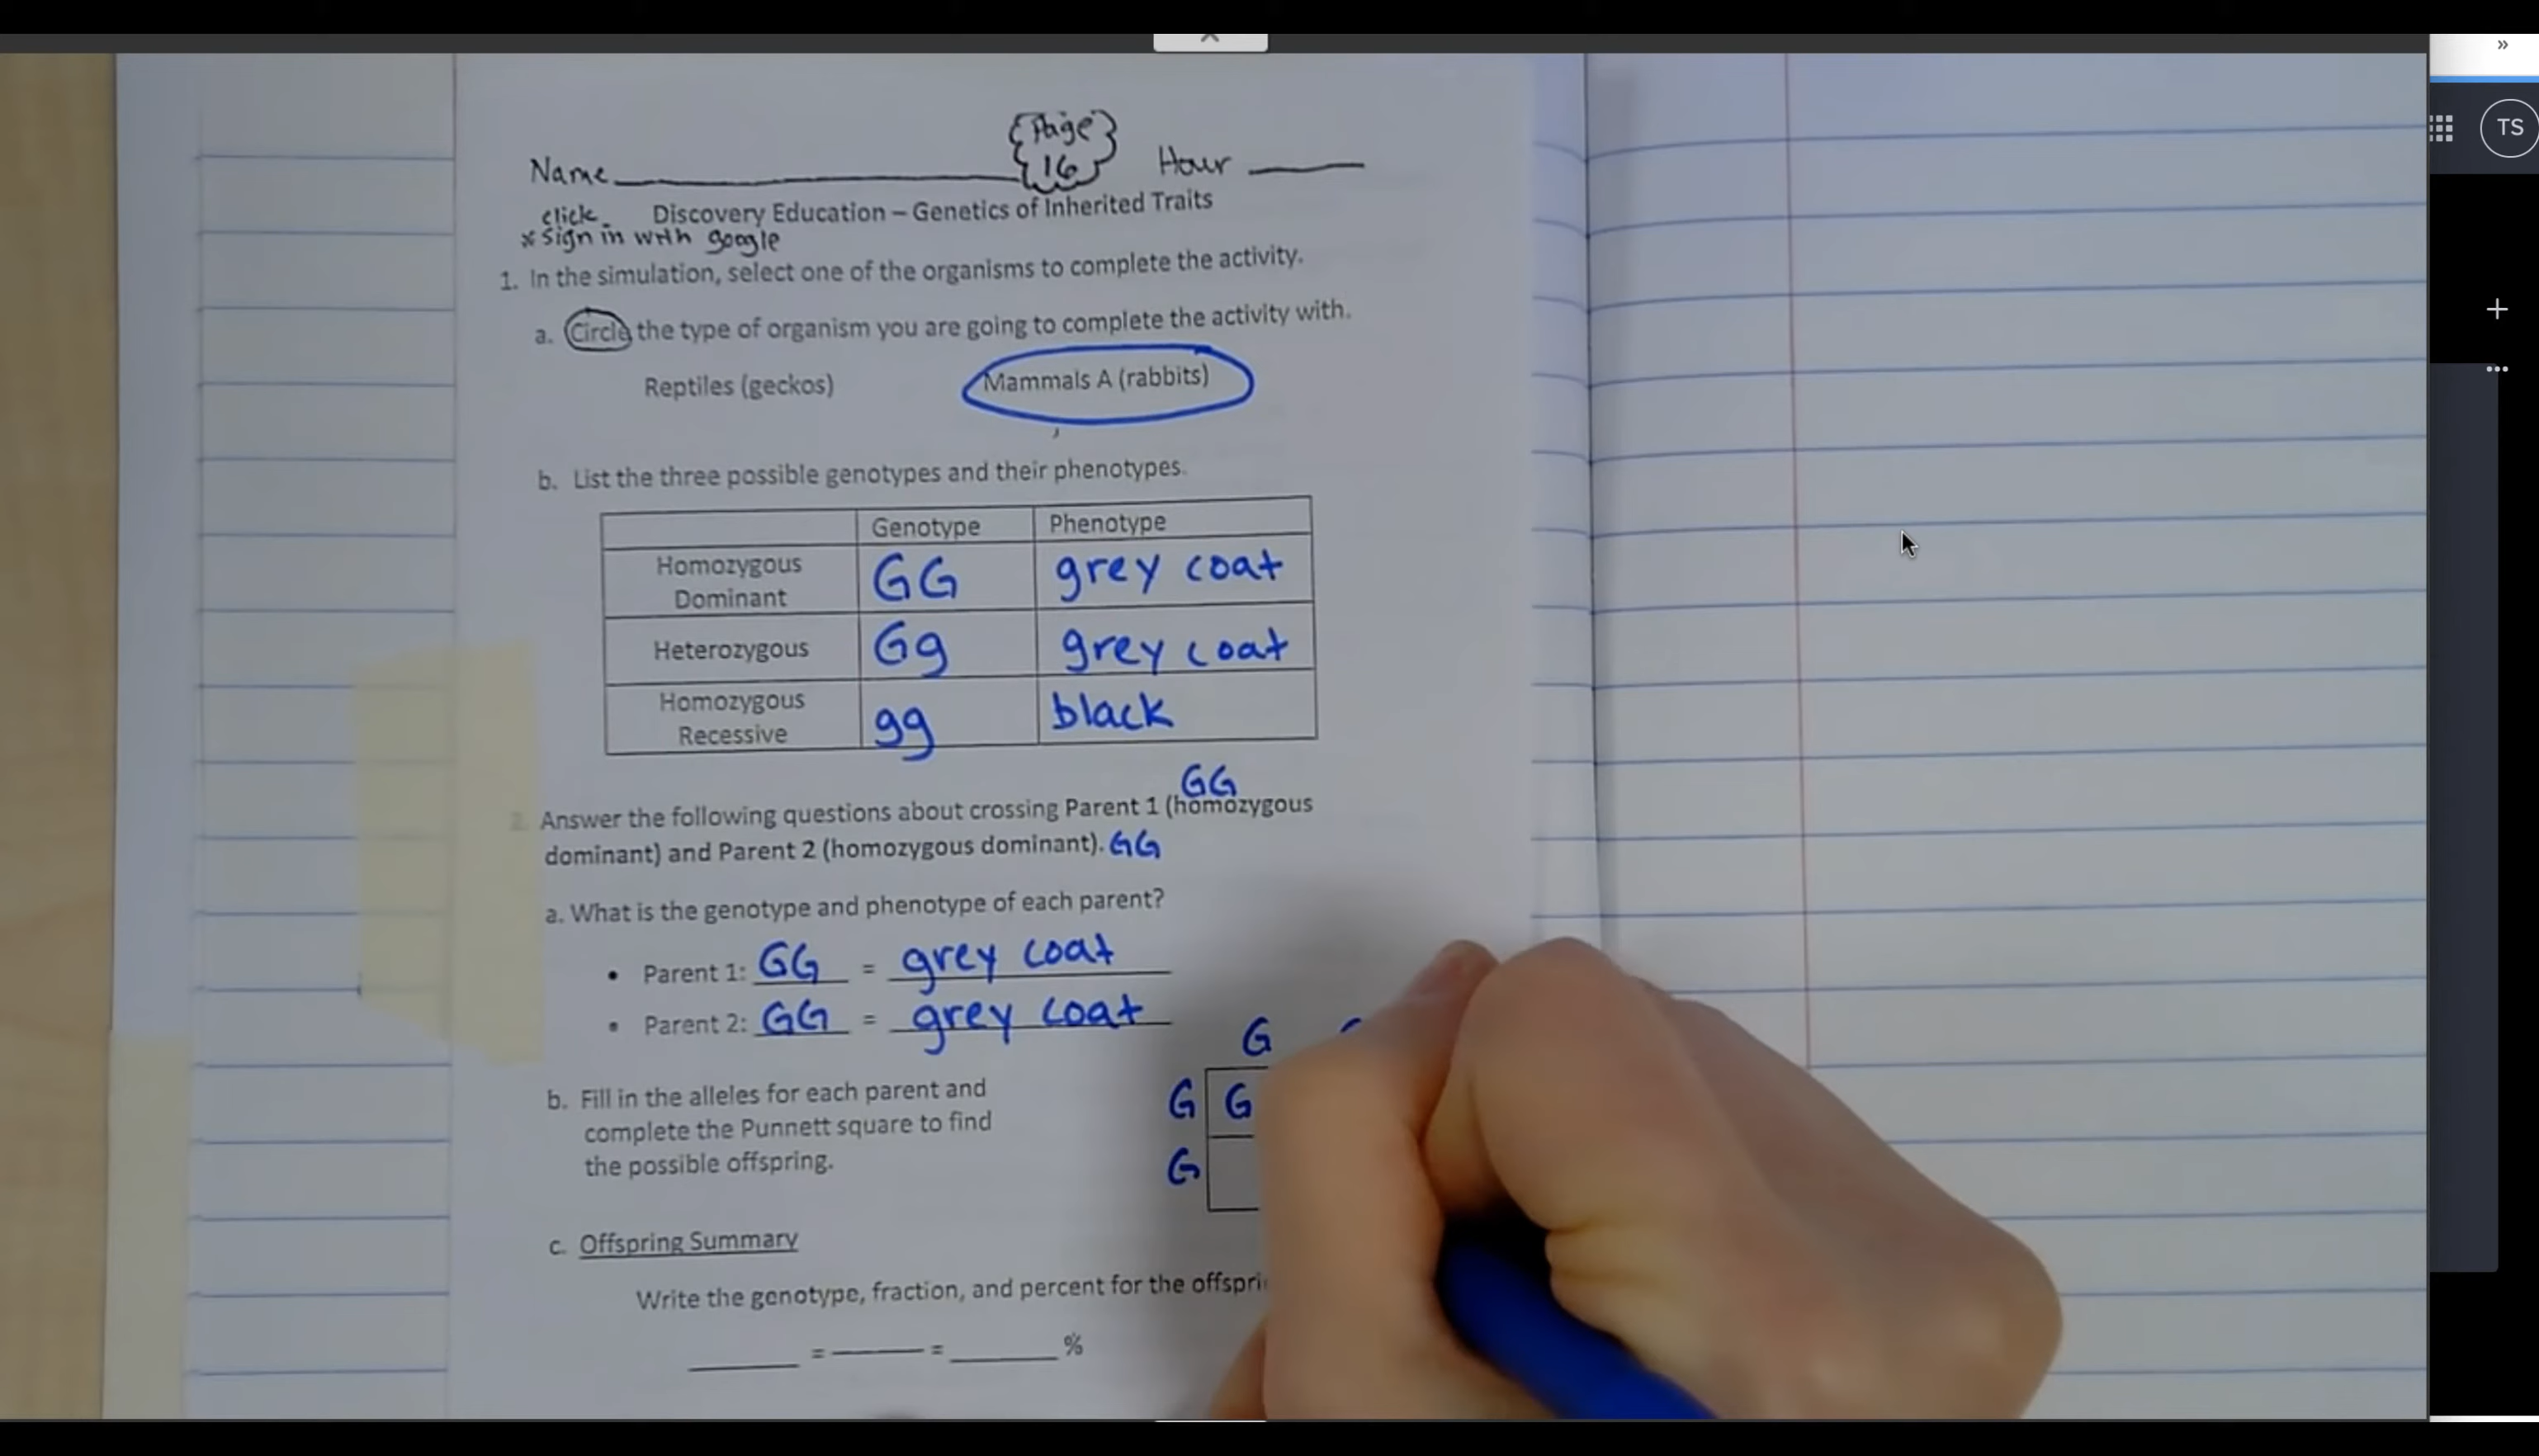 »
TS
Page
Name Hour
16
click Discovery Education – Genetics of Inherited Traits
* Sign in with google
1. In the simulation, select one of the organisms to complete the activity.
a. Circle the type of organism you are going to complete the activity with.
Reptiles (geckos) Mammals A (rabbits)
b. List the three possible genotypes and their phenotypes.
Genotype Phenotype
Homozygous Dominant GG grey coat
Heterozygous Gg grey coat
Homozygous Recessive gg black
GG
2. Answer the following questions about crossing Parent 1 (homozygous
dominant) and Parent 2 (homozygous dominant). GG
a. What is the genotype and phenotype of each parent?
• Parent 1: GG = grey coat
• Parent 2: GG = grey coat
G
b. Fill in the alleles for each parent and G G
complete the Punnett square to find
the possible offspring. G
c. Offspring Summary
Write the genotype, fraction, and percent for the
= = %